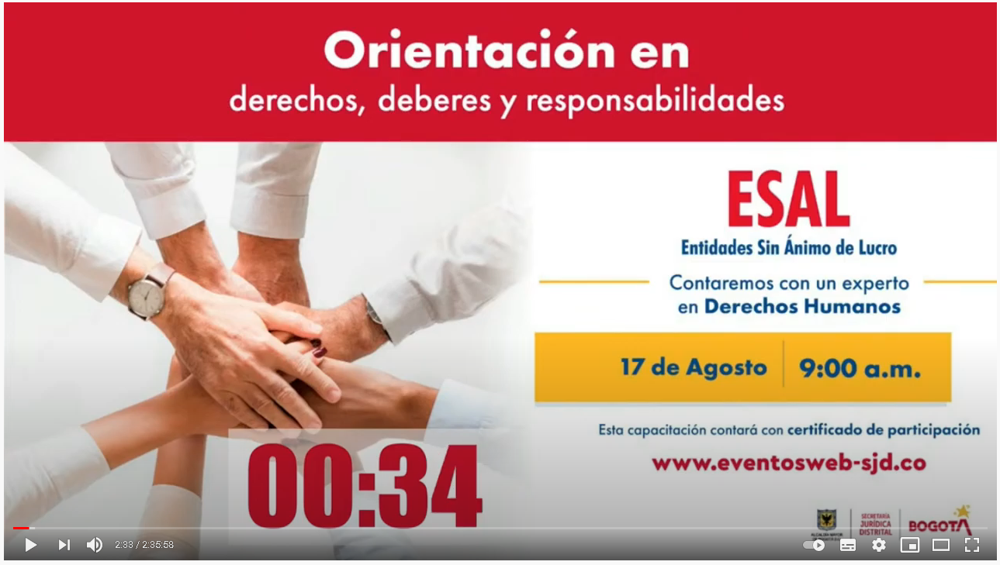 Orientación en
derechos, deberes y responsabilidades
ESAL
Entidades Sin Ánimo de Lucro
Contaremos con un experto
en Derechos Humanos
17 de Agosto
9:00 a.m.
Esta capacitación contará con certificado de participación
www.eventosweb-sjd.co
00:34
SECRETARÍA
JURÍDICA
DISTRITAL
BOGOTÁ
2:33 / 2:35:58